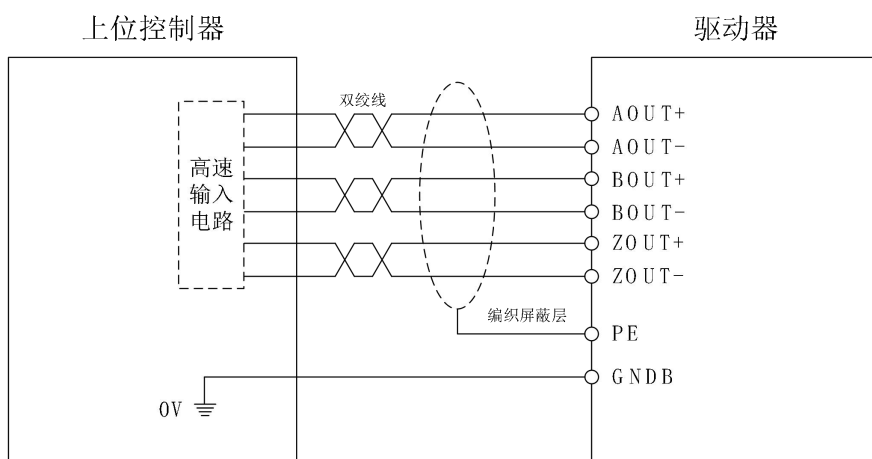 上位控制器
驱动器
双绞线
高速
输入
电路
AOUT+
AOUT-
BOUT+
BOUT-
ZOUT+
ZOUT-
编织屏蔽层
PE
GNDB
0V